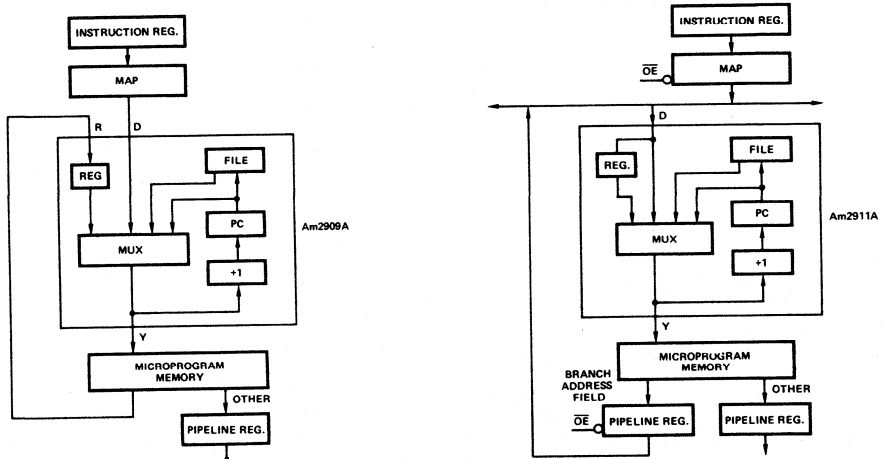 INSTRUCTION REG.
MAP
R
D
REG
FILE
MUX
PC
+1
Am2909A
Y
MICROPROGRAM
MEMORY
OTHER
PIPELINE REG.
INSTRUCTION REG.
OE
MAP
D
REG.
FILE
MUX
PC
+1
Am2911A
Y
MICROPROGRAM
MEMORY
BRANCH
ADDRESS
FIELD
OTHER
OE
PIPELINE REG.
PIPELINE REG.